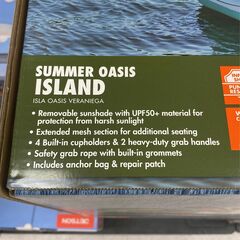 SUMMER OASIS
ISLAND
ISLA OASIS VERANIEGA
• Removable sunshade with UPF50+ material for
protection from harsh sunlight
• Extended mesh section for additional seating
• 4 Built-in cupholders & 2 heavy-duty grab handles
• Safety grab rope with built-in grommets
• Includes anchor bag & repair patch